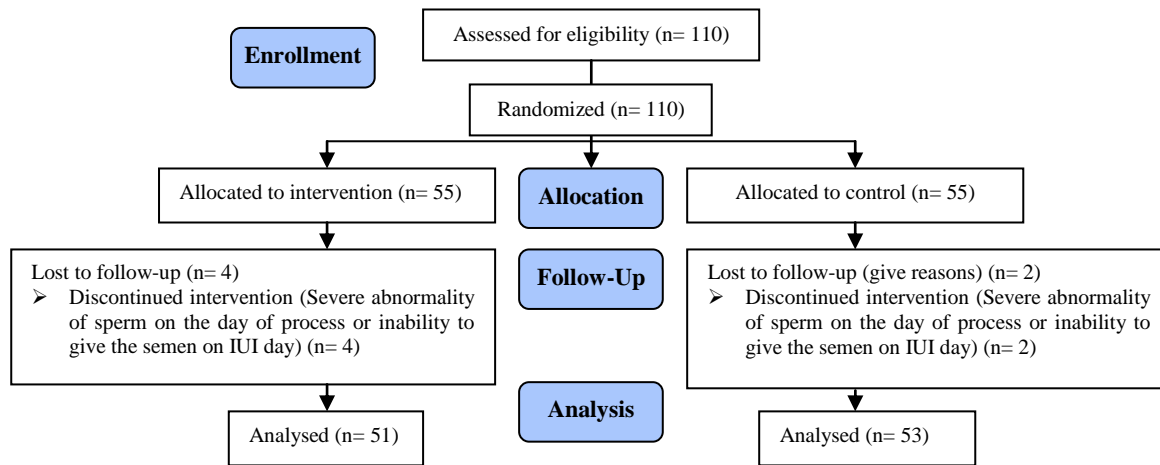 Assessed for eligibility (n= 110)
Enrollment
Randomized (n= 110)
Allocated to intervention (n= 55)
Allocation
Allocated to control (n= 55)
Lost to follow-up (n= 4)
➢ Discontinued intervention (Severe abnormality
of sperm on the day of process or inability to
give the semen on IUI day) (n= 4)
Follow-Up
Lost to follow-up (give reasons) (n= 2)
➢ Discontinued intervention (Severe abnormality
of sperm on the day of process or inability to
give the semen on IUI day) (n= 2)
Analysis
Analysed (n= 51)
Analysed (n= 53)